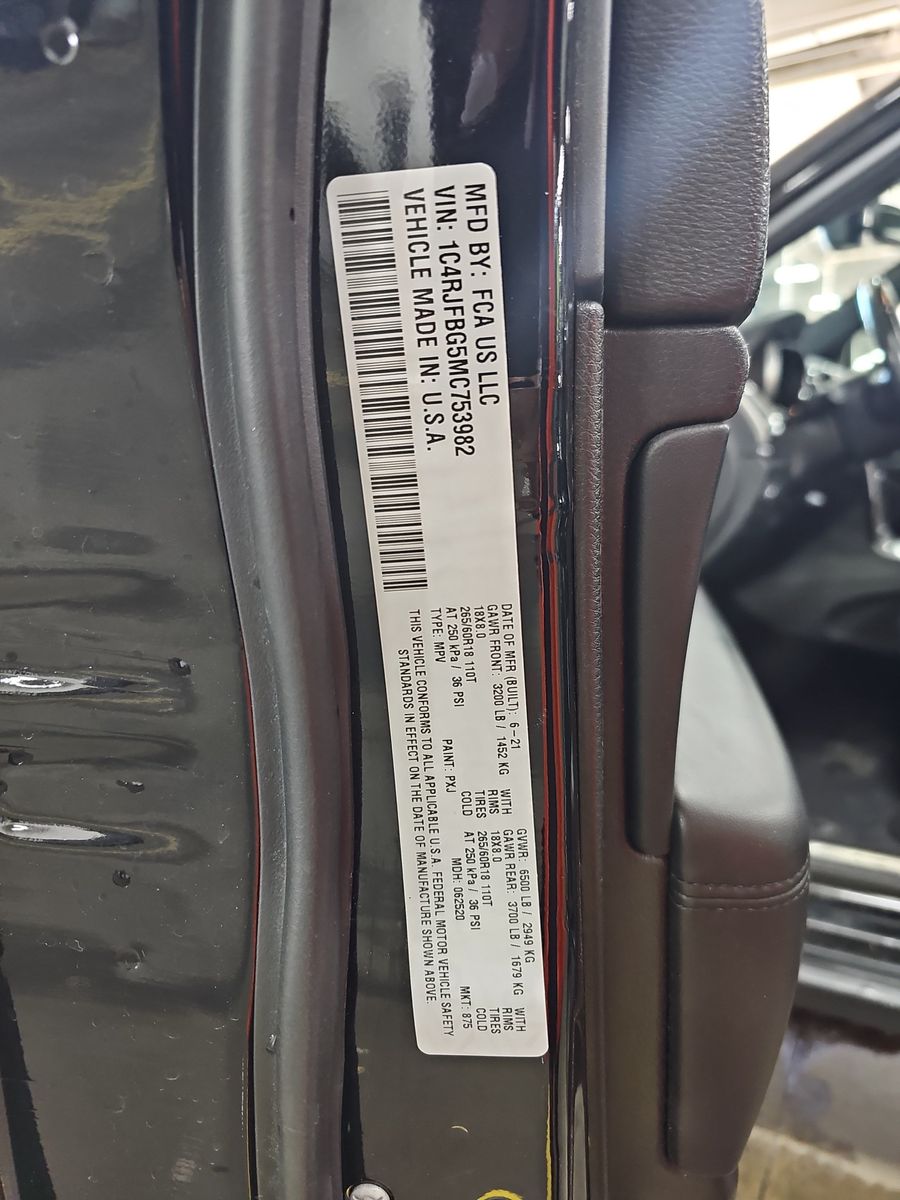 MFD BY: FCA US LLC
VIN: 1C4RJFBG5MC753982
VEHICLE MADE IN: U.S.A.
DATE OF MFR (BUILT): 6-21
GVWR: 6500 LB / 2949 KG
GAWR FRONT: 3200 LB / 1452 KG WITH
GAWR REAR: 3700 LB / 1679 KG WITH
18X8.0 RIMS
18X8.0 RIMS
265/60R18 110T TIRES
265/60R18 110T TIRES
AT 250 kPa / 36 PSI COLD
AT 250 kPa / 36 PSI COLD
TYPE: MPV PAINT: PXJ MDH: 062520 MKT: 875
THIS VEHICLE CONFORMS TO ALL APPLICABLE U.S.A. FEDERAL MOTOR VEHICLE SAFETY
STANDARDS IN EFFECT ON THE DATE OF MANUFACTURE SHOWN ABOVE.